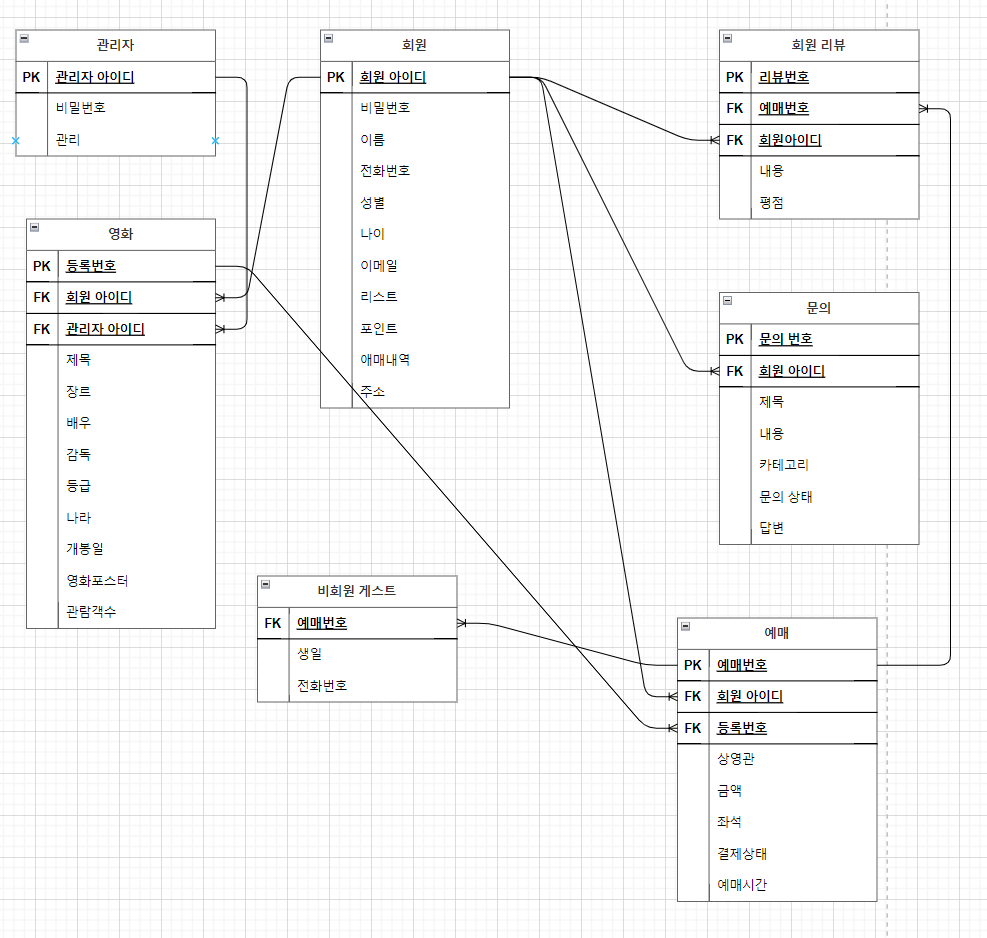 관리자
PK 관리자 아이디
비밀번호
관리
회원
PK 회원 아이디
비밀번호
이름
전화번호
성별
나이
이메일
리스트
포인트
애매내역
주소
회원 리뷰
PK 리뷰번호
FK 예매번호
FK 회원아이디
내용
평점
영화
PK 등록번호
FK 회원 아이디
FK 관리자 아이디
제목
장르
배우
감독
등급
나라
개봉일
영화포스터
관람객수
문의
PK 문의 번호
FK 회원 아이디
제목
내용
카테고리
문의 상태
답변
비회원 게스트
FK 예매번호
생일
전화번호
예매
PK 예매번호
FK 회원 아이디
FK 등록번호
상영관
금액
좌석
결제상태
예매시간